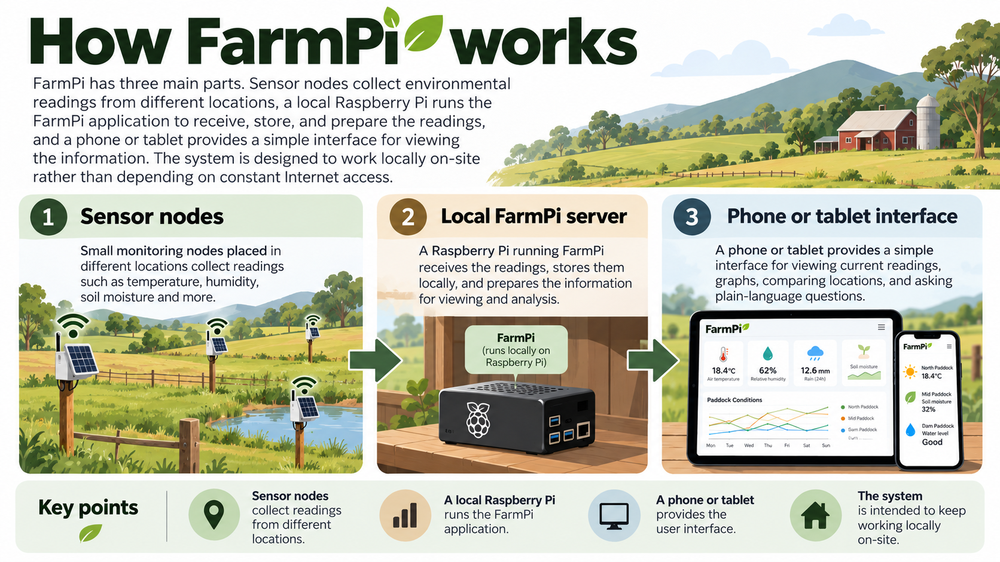 How FarmPi works
FarmPi has three main parts. Sensor nodes collect environmental
readings from different locations, a local Raspberry Pi runs the
FarmPi application to receive, store, and prepare the readings,
and a phone or tablet provides a simple interface for viewing
the information. The system is designed to work locally on-site
rather than depending on constant Internet access.
1 Sensor nodes
Small monitoring nodes placed in
different locations collect readings
such as temperature, humidity,
soil moisture and more.
2 Local FarmPi server
A Raspberry Pi running FarmPi
receives the readings, stores them
locally, and prepares the information
for viewing and analysis.
FarmPi
(runs locally on
Raspberry Pi)
3 Phone or tablet interface
A phone or tablet provides a simple
interface for viewing current readings,
graphs, comparing locations, and asking
plain-language questions.
FarmPi
18.4°C
Air temperature
62%
Relative humidity
12.6 mm
Rain (24h)
Soil moisture
Paddock Conditions
North Paddock
Mid Paddock
Dam Paddock
Mon Tue Wed Thu Fri Sat Sun
FarmPi
North Paddock
18.4°C
Mid Paddock
Soil moisture
32%
Dam Paddock
Water level
Good
Key points
Sensor nodes
collect readings
from different
locations.
A local Raspberry Pi
runs the FarmPi
application.
A phone or tablet
provides the
user interface.
The system
is intended to keep
working locally
on-site.